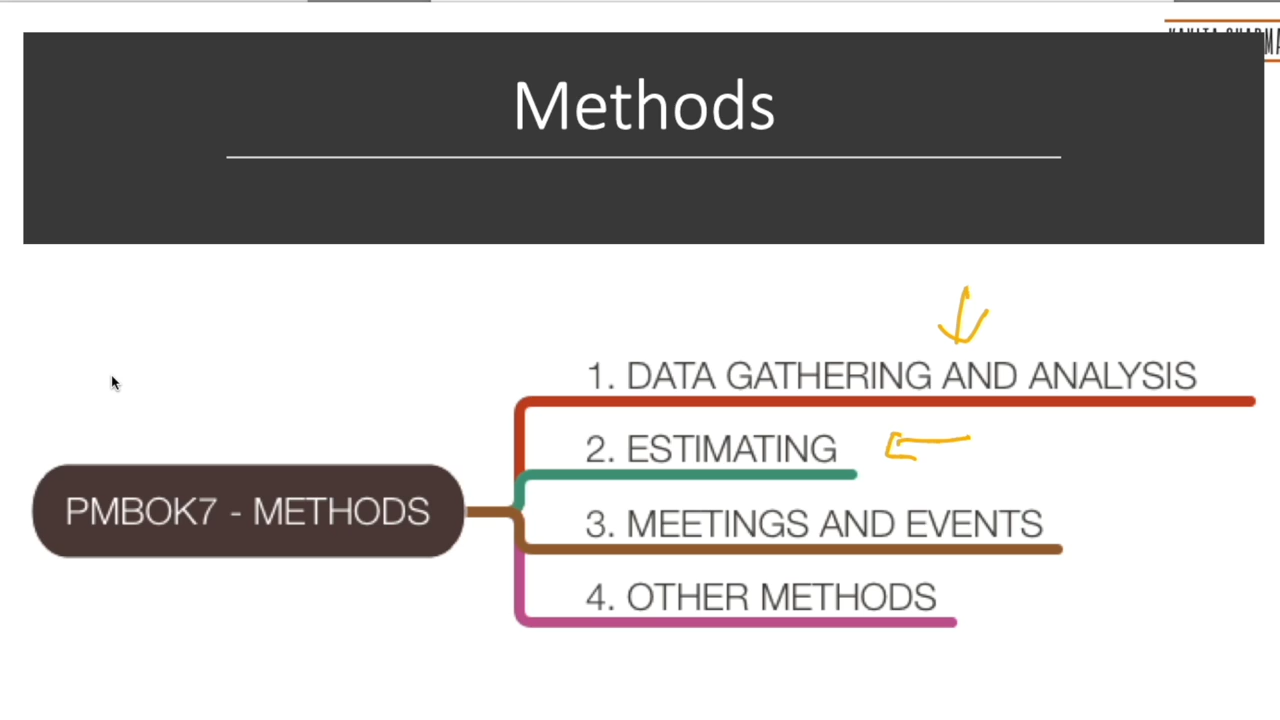 Methods
1. DATA GATHERING AND ANALYSIS
2. ESTIMATING
PMBOK7 - METHODS
3. MEETINGS AND EVENTS
4. OTHER METHODS